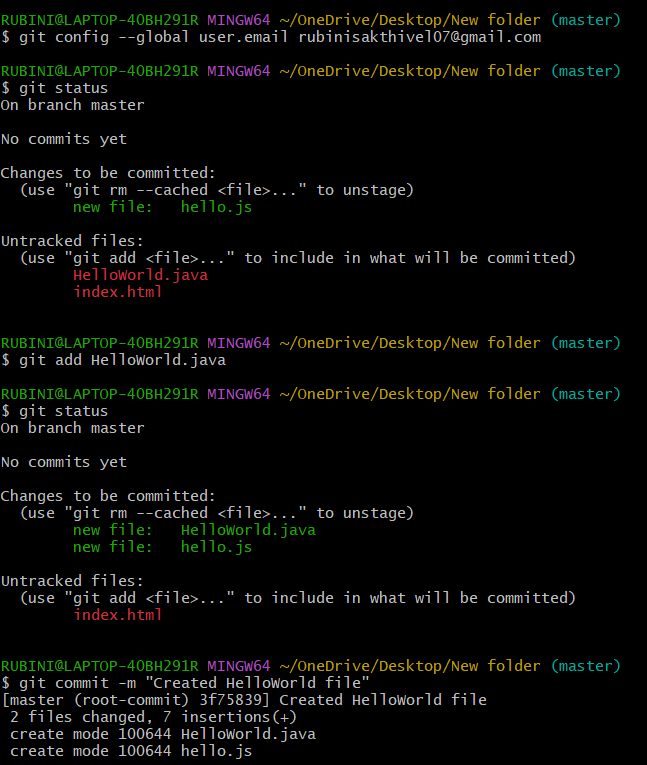 RUBINI@LAPTOP-4OBH291R MINGW64 ~/OneDrive/Desktop/New folder (master)
$ git config --global user.email rubinisakthivel07@gmail.com
RUBINI@LAPTOP-4OBH291R MINGW64 ~/OneDrive/Desktop/New folder (master)
$ git status
On branch master
No commits yet
Changes to be committed:
  (use "git rm --cached <file>..." to unstage)
        new file:   hello.js
Untracked files:
  (use "git add <file>..." to include in what will be committed)
        HelloWorld.java
        index.html
RUBINI@LAPTOP-4OBH291R MINGW64 ~/OneDrive/Desktop/New folder (master)
$ git add HelloWorld.java
RUBINI@LAPTOP-4OBH291R MINGW64 ~/OneDrive/Desktop/New folder (master)
$ git status
On branch master
No commits yet
Changes to be committed:
  (use "git rm --cached <file>..." to unstage)
        new file:   HelloWorld.java
        new file:   hello.js
Untracked files:
  (use "git add <file>..." to include in what will be committed)
        index.html
RUBINI@LAPTOP-4OBH291R MINGW64 ~/OneDrive/Desktop/New folder (master)
$ git commit -m "Created HelloWorld file"
[master (root-commit) 3f75839] Created HelloWorld file
 2 files changed, 7 insertions(+)
 create mode 100644 HelloWorld.java
 create mode 100644 hello.js